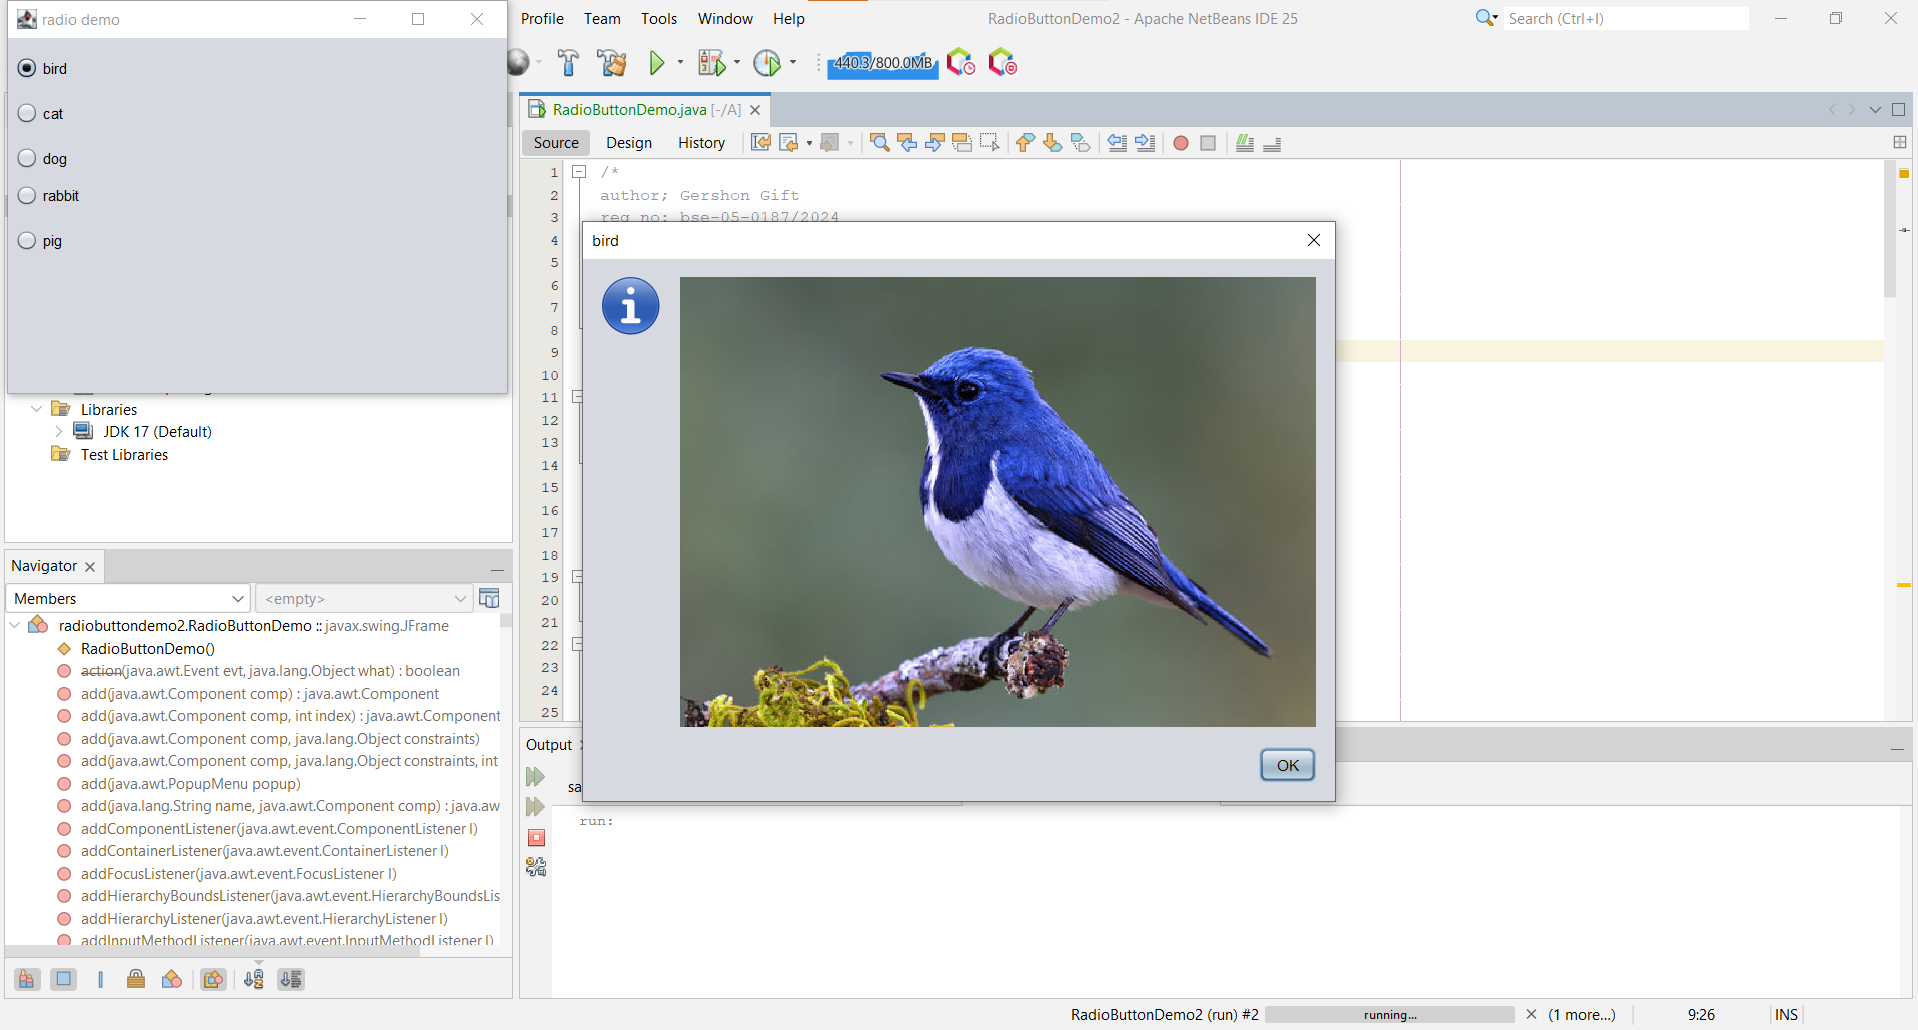 radio demo
Profile Team Tools Window Help
RadioButtonDemo2 - Apache NetBeans IDE 25
Search (Ctrl+I)
bird
cat
dog
rabbit
pig
440.3/800.0MB
RadioButtonDemo.java [-/A]
Source Design History
1 /*
2 author; Gershon Gift
3 reg no: bse-05-0187/2024
4
5
6
7
8
9
10
11
12
13
14
15
16
17
18
19
20
21
22
23
24
25
bird
OK
Libraries
JDK 17 (Default)
Test Libraries
Navigator
Members
<empty>
radiobuttondemo2.RadioButtonDemo :: javax.swing.JFrame
RadioButtonDemo()
action(java.awt.Event evt, java.lang.Object what) : boolean
add(java.awt.Component comp) : java.awt.Component
add(java.awt.Component comp, int index) : java.awt.Component
add(java.awt.Component comp, java.lang.Object constraints)
add(java.awt.Component comp, java.lang.Object constraints, int
add(java.awt.PopupMenu popup)
add(java.lang.String name, java.awt.Component comp) : java.aw
addComponentListener(java.awt.event.ComponentListener l)
addContainerListener(java.awt.event.ContainerListener l)
addFocusListener(java.awt.event.FocusListener l)
addHierarchyBoundsListener(java.awt.event.HierarchyBoundsLis
addHierarchyListener(java.awt.event.HierarchyListener l)
addInputMethodListener(java.awt.event.InputMethodListener l)
Output
sa
run:
RadioButtonDemo2 (run) #2
running...
(1 more...)
9:26
INS